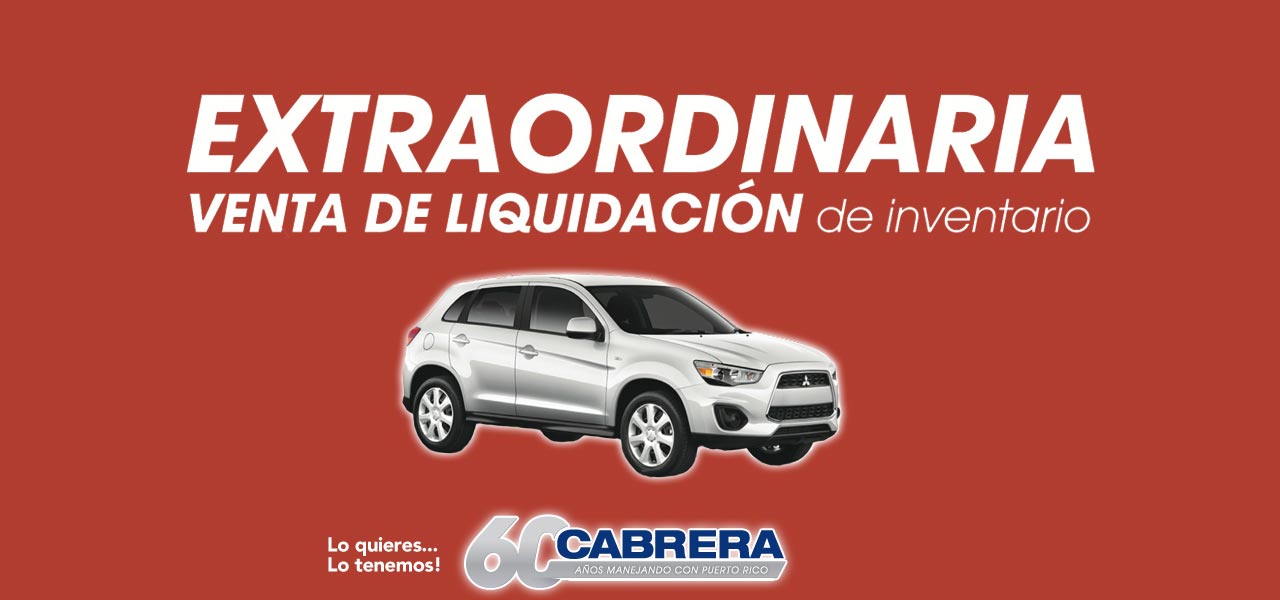 EXTRAORDINARIA
VENTA DE LIQUIDACIÓN de inventario
Lo quieres...
Lo tenemos!
60 CABRERA
AÑOS MANEJANDO CON PUERTO RICO